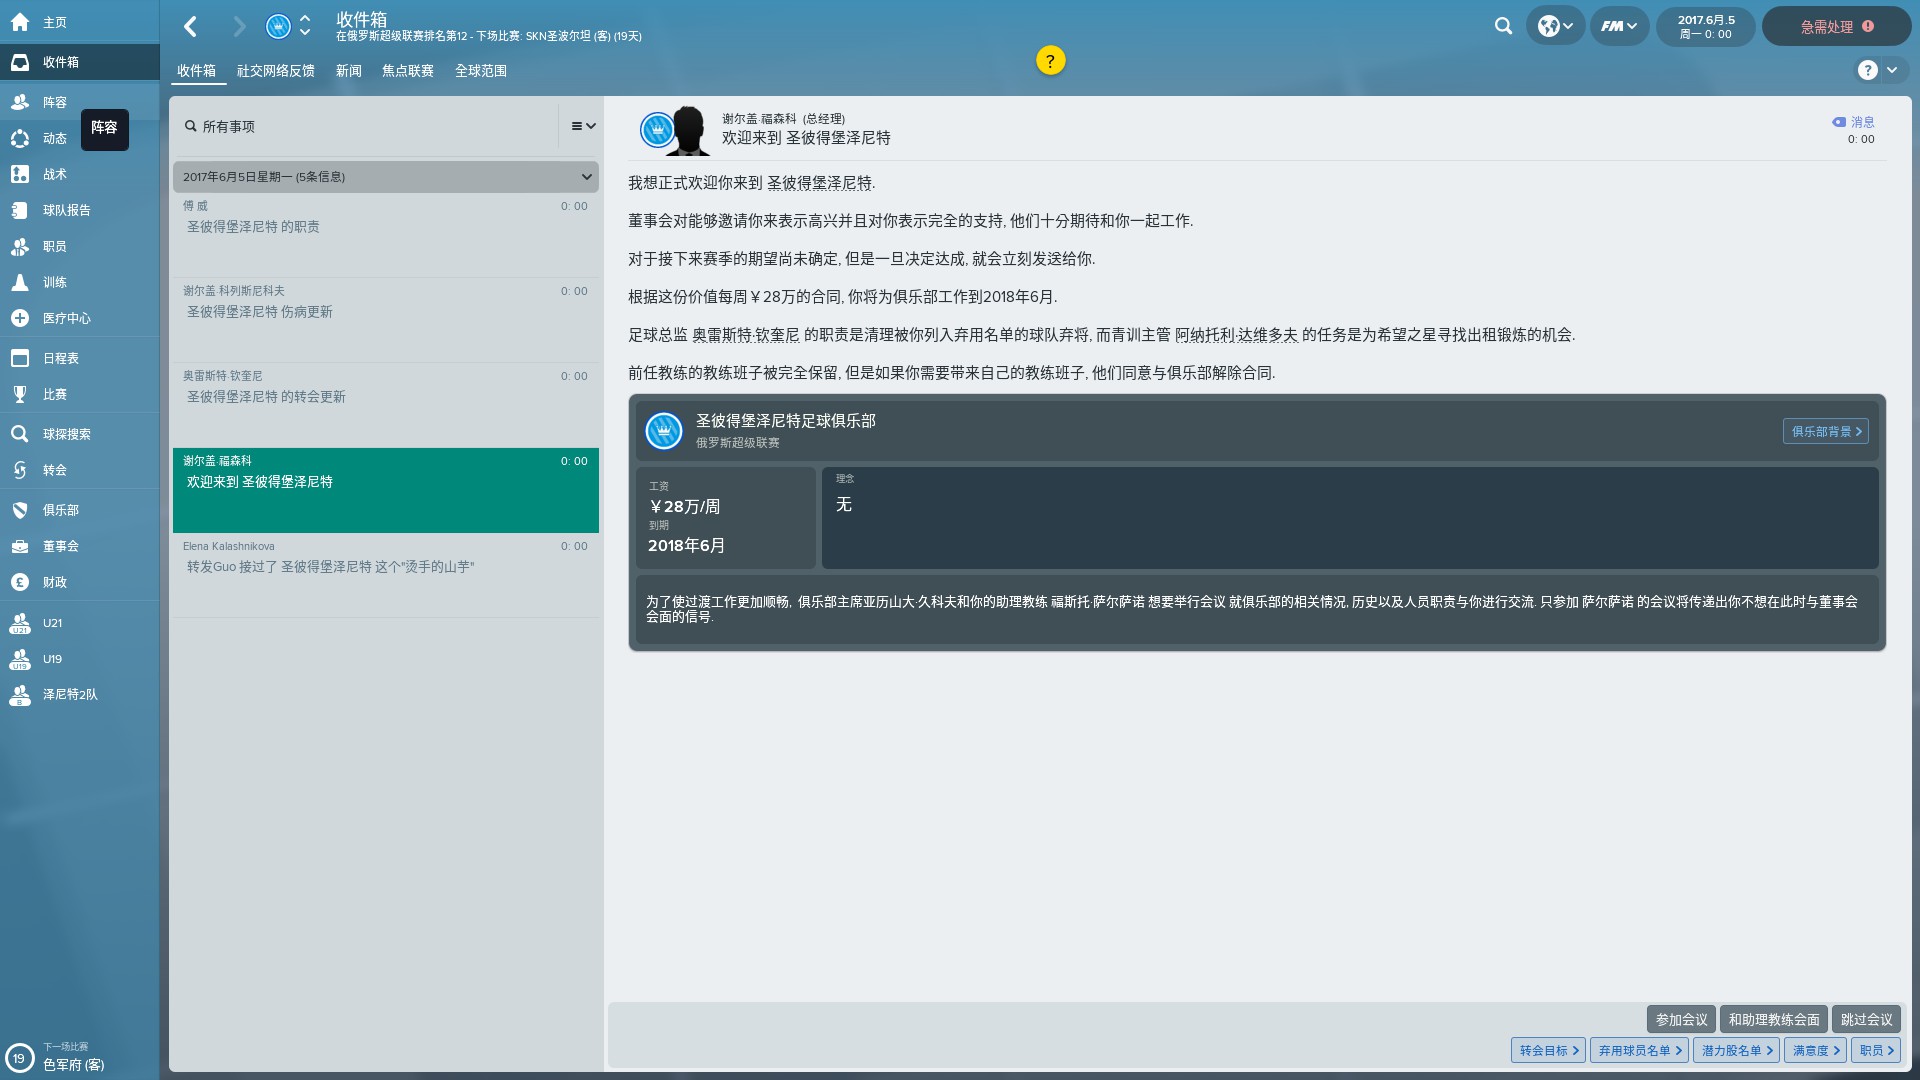 主页
收件箱
阵容
阵容
动态
战术
球队报告
职员
训练
医疗中心
日程表
比赛
球探搜索
转会
俱乐部
董事会
£ 财政
U21 U21
U19 U19
B 泽尼特2队
19
下一场比赛
色军府 (客)
收件箱
在俄罗斯超级联赛排名第12 - 下场比赛: SKN圣波尔坦 (客) (19天)
FM
2017.6月.5
周一 0: 00
急需处理
收件箱 社交网络反馈 新闻 焦点联赛 全球范围
?
?
所有事项
2017年6月5日星期一 (5条信息)
傅 威 0: 00
圣彼得堡泽尼特 的职责
谢尔盖·科列斯尼科夫 0: 00
圣彼得堡泽尼特 伤病更新
奥雷斯特·钦奎尼 0: 00
圣彼得堡泽尼特 的转会更新
谢尔盖·福森科 0: 00
欢迎来到 圣彼得堡泽尼特
Elena Kalashnikova 0: 00
转发Guo 接过了 圣彼得堡泽尼特 这个"烫手的山芋"
谢尔盖·福森科 (总经理)
欢迎来到 圣彼得堡泽尼特
消息
0: 00
我想正式欢迎你来到 圣彼得堡泽尼特.
董事会对能够邀请你来表示高兴并且对你表示完全的支持, 他们十分期待和你一起工作.
对于接下来赛季的期望尚未确定, 但是一旦决定达成, 就会立刻发送给你.
根据这份价值每周￥28万的合同, 你将为俱乐部工作到2018年6月.
足球总监 奥雷斯特·钦奎尼 的职责是清理被你列入弃用名单的球队弃将, 而青训主管 阿纳托利·达维多夫 的任务是为希望之星寻找出租锻炼的机会.
前任教练的教练班子被完全保留, 但是如果你需要带来自己的教练班子, 他们同意与俱乐部解除合同.
圣彼得堡泽尼特足球俱乐部
俄罗斯超级联赛
俱乐部背景
工资
￥28万/周
到期
2018年6月
理念
无
为了使过渡工作更加顺畅, 俱乐部主席亚历山大·久科夫和你的助理教练 福斯托·萨尔萨诺 想要举行会议 就俱乐部的相关情况, 历史以及人员职责与你进行交流. 只参加 萨尔萨诺 的会议将传递出你不想在此时与董事会
会面的信号.
参加会议 和助理教练会面 跳过会议
转会目标 弃用球员名单 潜力股名单 满意度 职员